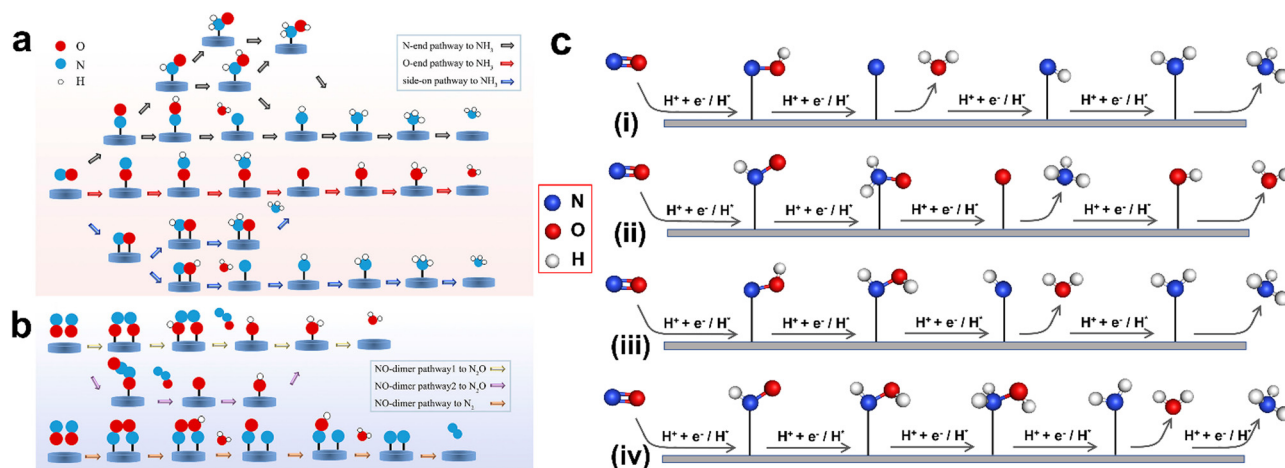 a
O
N
H
N-end pathway to NH3
O-end pathway to NH3
side-on pathway to NH3
b
NO-dimer pathway1 to N2O
NO-dimer pathway2 to N2O
NO-dimer pathway to N2
N
O
H
c
(i)
H+ + e- / H*
H+ + e- / H*
H+ + e- / H*
H+ + e- / H*
(ii)
H+ + e- / H*
H+ + e- / H*
H+ + e- / H*
H+ + e- / H*
(iii)
H+ + e- / H*
H+ + e- / H*
H+ + e- / H*
H+ + e- / H*
(iv)
H+ + e- / H*
H+ + e- / H*
H+ + e- / H*
H+ + e- / H*
H+ + e- / H*